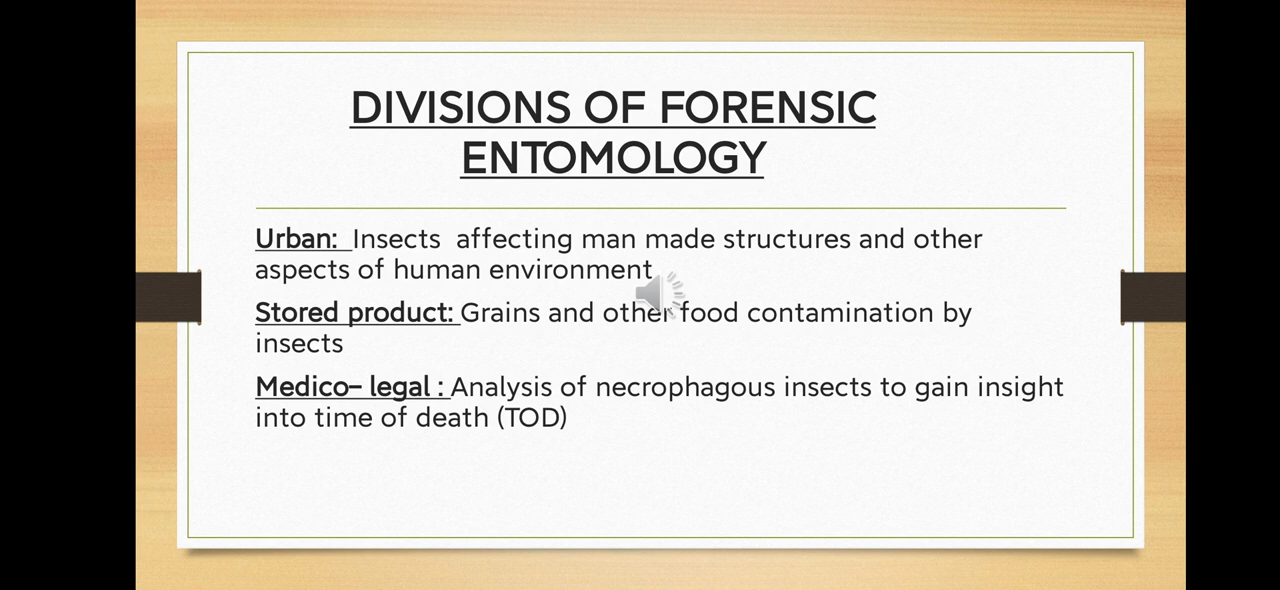 DIVISIONS OF FORENSIC
ENTOMOLOGY
Urban: Insects affecting man made structures and other
aspects of human environment
Stored product: Grains and other food contamination by
insects
Medico– legal : Analysis of necrophagous insects to gain insight
into time of death (TOD)